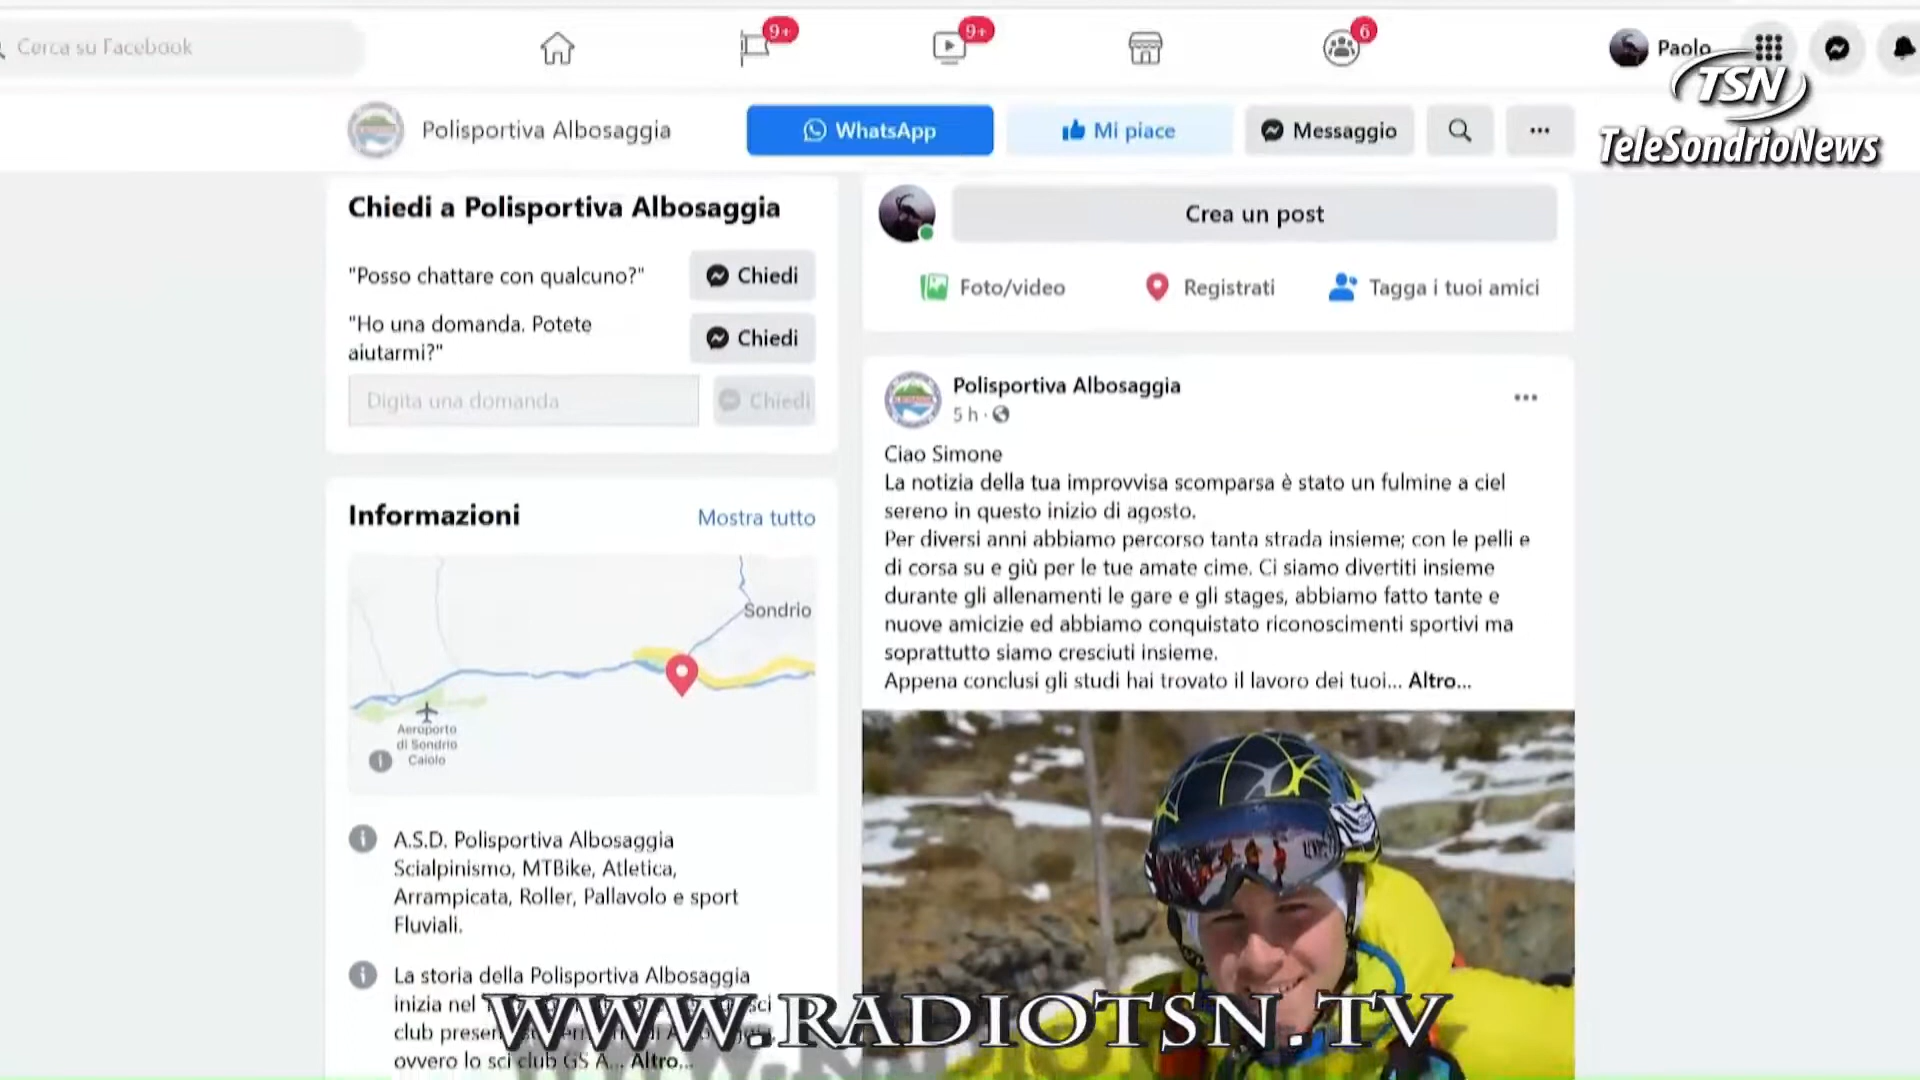 Cerca su Facebook
9+
9+
6
Paolo
TSN
TeleSondrioNews
Polisportiva Albosaggia
WhatsApp
Mi piace
Messaggio
Chiedi a Polisportiva Albosaggia
"Posso chattare con qualcuno?"
Chiedi
"Ho una domanda. Potete
aiutarmi?"
Chiedi
Digita una domanda
Chiedi
Informazioni
Mostra tutto
Sondrio
Aeroporto
di Sondrio
Caiolo
A.S.D. Polisportiva Albosaggia
Scialpinismo, MTBike, Atletica,
Arrampicata, Roller, Pallavolo e sport
Fluviali.
La storia della Polisportiva Albosaggia
inizia nel sci
club
ovvero lo sci club GS A... Altro...
Crea un post
Foto/video
Registrati
Tagga i tuoi amici
Polisportiva Albosaggia
5 h ·
Ciao Simone
La notizia della tua improvvisa scomparsa è stato un fulmine a ciel
sereno in questo inizio di agosto.
Per diversi anni abbiamo percorso tanta strada insieme; con le pelli e
di corsa su e giù per le tue amate cime. Ci siamo divertiti insieme
durante gli allenamenti le gare e gli stages, abbiamo fatto tante e
nuove amicizie ed abbiamo conquistato riconoscimenti sportivi ma
soprattutto siamo cresciuti insieme.
Appena conclusi gli studi hai trovato il lavoro dei tuoi... Altro...
WWW.RADIOTSN.TV